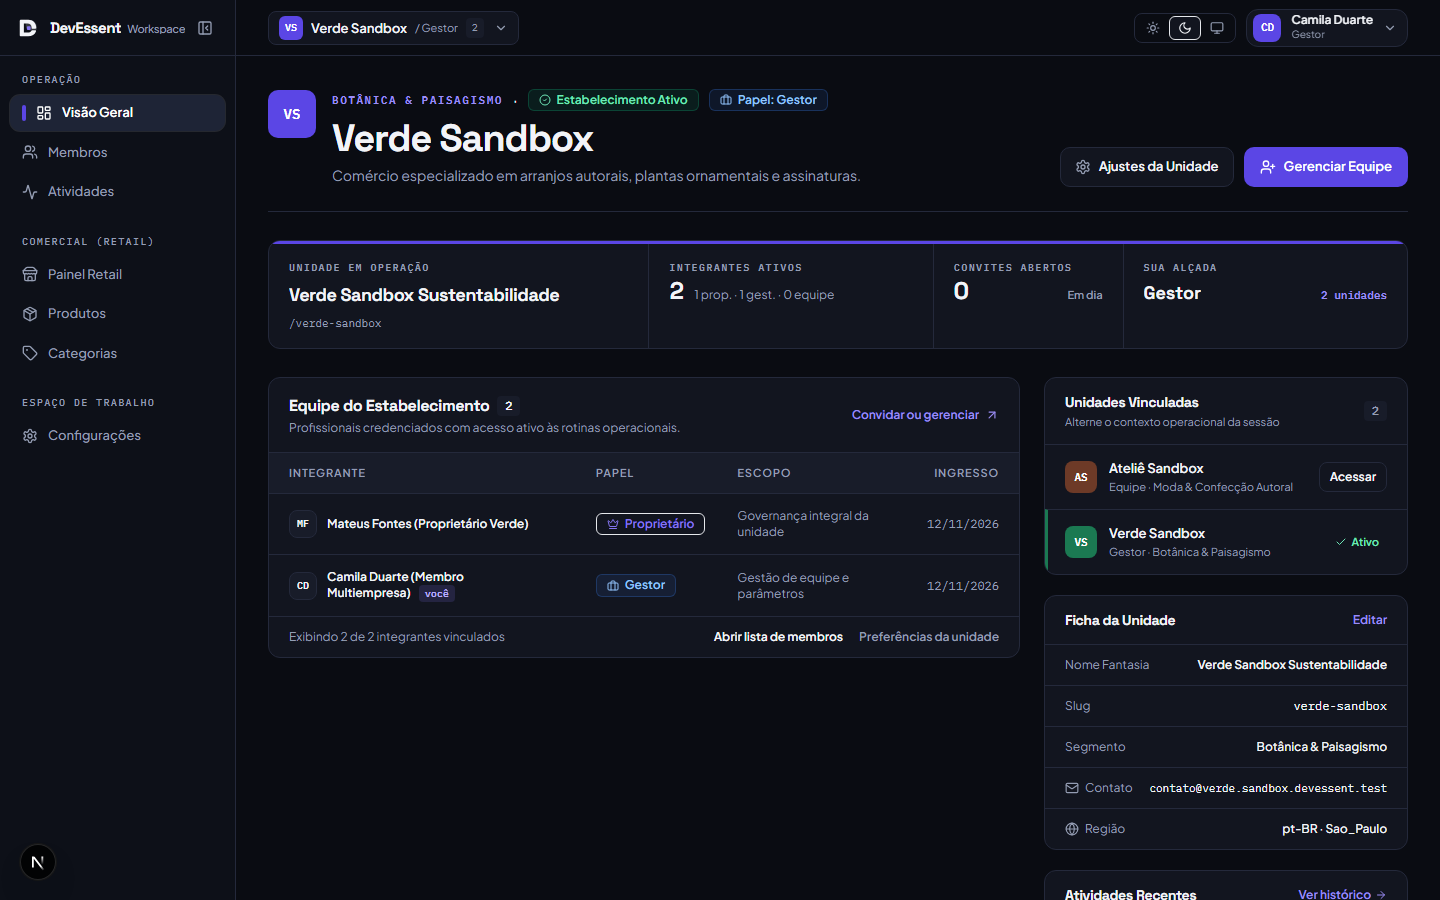 DevEssent Workspace
OPERAÇÃO
Visão Geral
Membros
Atividades
COMERCIAL (RETAIL)
Painel Retail
Produtos
Categorias
ESPAÇO DE TRABALHO
Configurações
N
VS Verde Sandbox / Gestor 2
CD Camila Duarte
Gestor
VS
BOTÂNICA & PAISAGISMO · Estabelecimento Ativo Papel: Gestor
Verde Sandbox
Comércio especializado em arranjos autorais, plantas ornamentais e assinaturas.
Ajustes da Unidade
Gerenciar Equipe
UNIDADE EM OPERAÇÃO
Verde Sandbox Sustentabilidade
/verde-sandbox
INTEGRANTES ATIVOS
2 1 prop. · 1 gest. · 0 equipe
CONVITES ABERTOS
0 Em dia
SUA ALÇADA
Gestor 2 unidades
Equipe do Estabelecimento 2
Profissionais credenciados com acesso ativo às rotinas operacionais.
Convidar ou gerenciar
INTEGRANTE PAPEL ESCOPO INGRESSO
MF Mateus Fontes (Proprietário Verde) Proprietário Governança integral da
unidade 12/11/2026
CD Camila Duarte (Membro
Multiempresa) você Gestor Gestão de equipe e
parâmetros 12/11/2026
Exibindo 2 de 2 integrantes vinculados Abrir lista de membros Preferências da unidade
Unidades Vinculadas 2
Alterne o contexto operacional da sessão
AS Ateliê Sandbox
Equipe · Moda & Confecção Autoral
Acessar
VS Verde Sandbox
Gestor · Botânica & Paisagismo
Ativo
Ficha da Unidade Editar
Nome Fantasia Verde Sandbox Sustentabilidade
Slug verde-sandbox
Segmento Botânica & Paisagismo
Contato contato@verde.sandbox.devessent.test
Região pt-BR · Sao_Paulo
Atividades Recentes Ver histórico